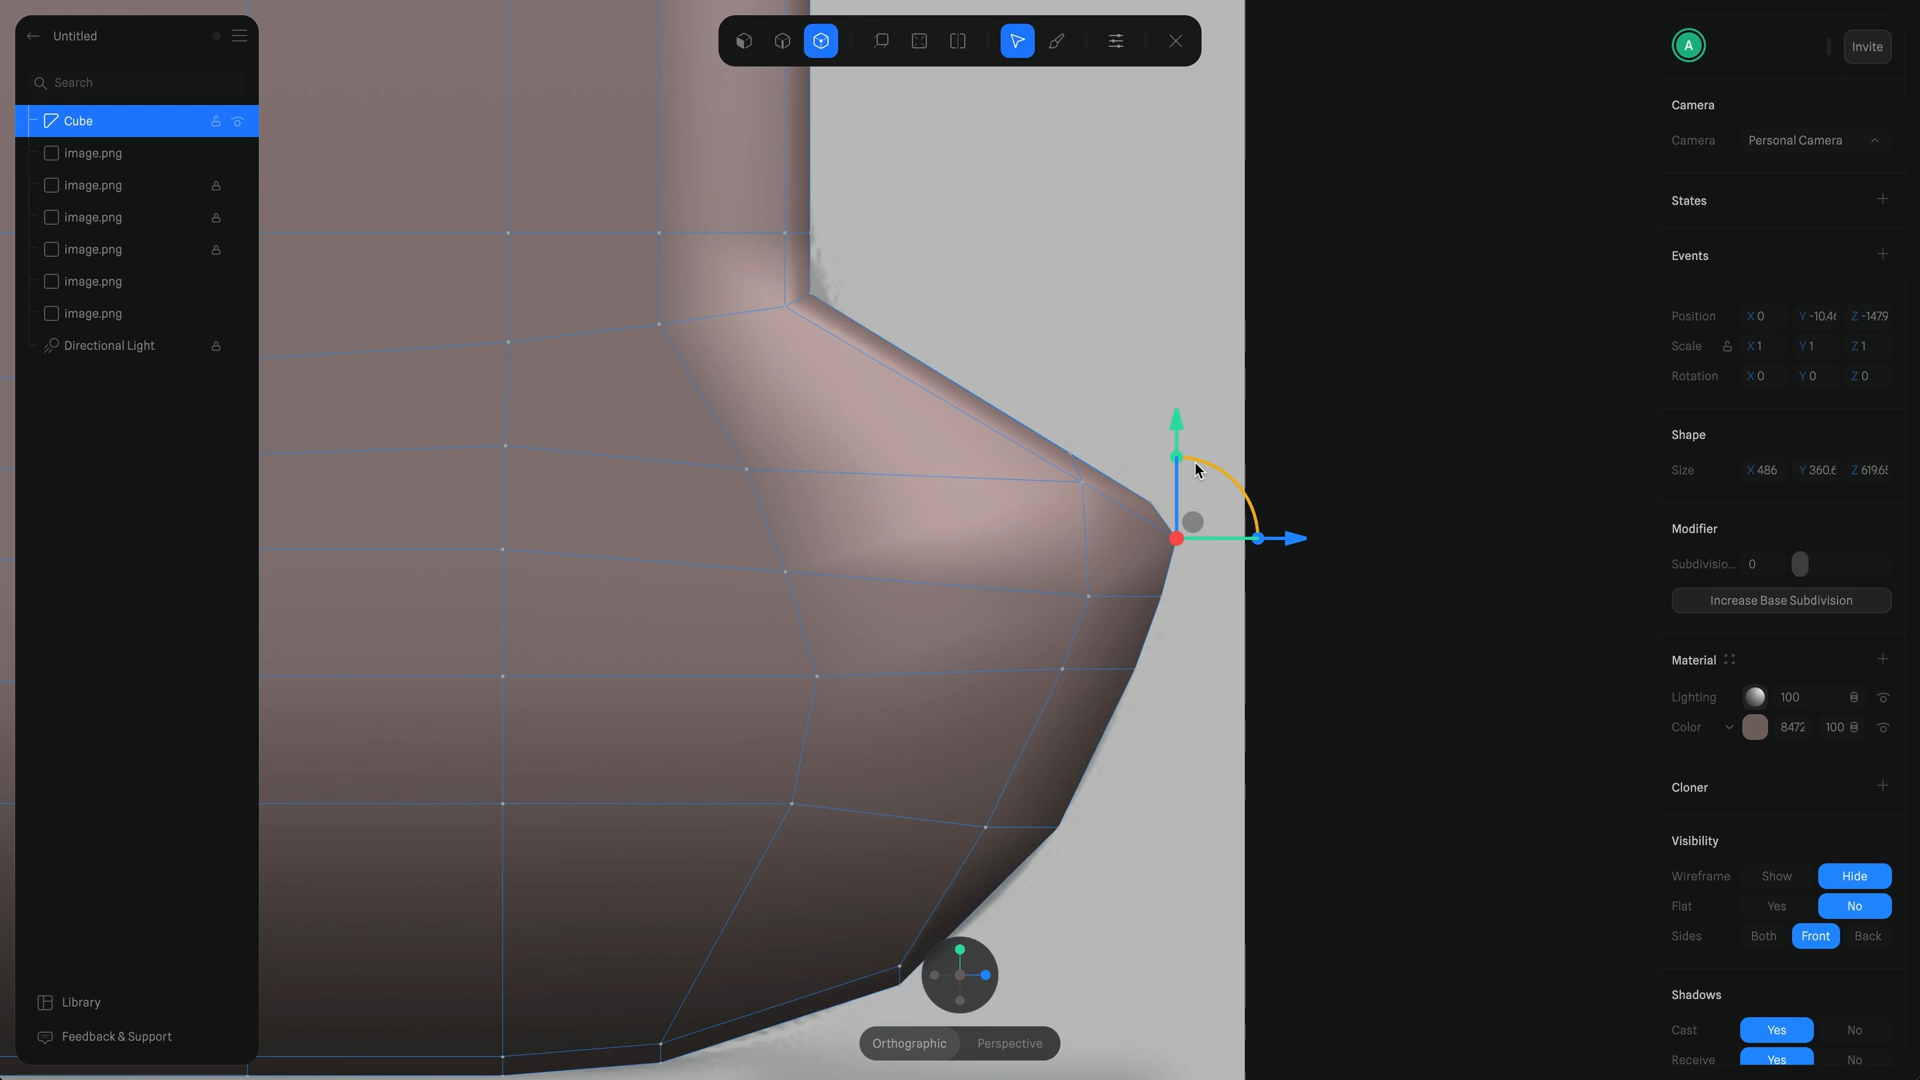 Untitled
Search
Cube
image.png
image.png
image.png
image.png
image.png
image.png
Directional Light
Library
Feedback & Support
Orthographic Perspective
A Invite
Camera
Camera Personal Camera
States
Events
Position X 0 Y -10.4 Z -147.9
Scale X 1 Y 1 Z 1
Rotation X 0 Y 0 Z 0
Shape
Size X 486 Y 360.6 Z 619.6
Modifier
Subdivisio... 0
Increase Base Subdivision
Material
Lighting 100
Color 8472 100
Cloner
Visibility
Wireframe Show Hide
Flat Yes No
Sides Both Front Back
Shadows
Cast Yes No
Receive Yes No